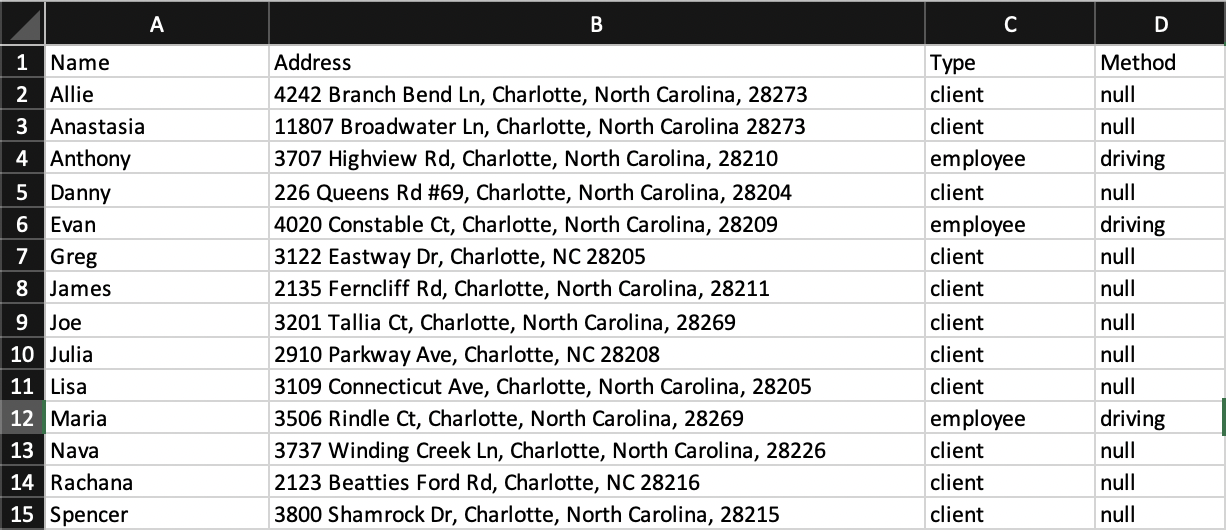 A B C D
1 Name Address Type Method
2 Allie 4242 Branch Bend Ln, Charlotte, North Carolina, 28273 client null
3 Anastasia 11807 Broadwater Ln, Charlotte, North Carolina 28273 client null
4 Anthony 3707 Highview Rd, Charlotte, North Carolina, 28210 employee driving
5 Danny 226 Queens Rd #69, Charlotte, North Carolina, 28204 client null
6 Evan 4020 Constable Ct, Charlotte, North Carolina, 28209 employee driving
7 Greg 3122 Eastway Dr, Charlotte, NC 28205 client null
8 James 2135 Ferncliff Rd, Charlotte, North Carolina, 28211 client null
9 Joe 3201 Tallia Ct, Charlotte, North Carolina, 28269 client null
10 Julia 2910 Parkway Ave, Charlotte, NC 28208 client null
11 Lisa 3109 Connecticut Ave, Charlotte, North Carolina, 28205 client null
12 Maria 3506 Rindle Ct, Charlotte, North Carolina, 28269 employee driving
13 Nava 3737 Winding Creek Ln, Charlotte, North Carolina, 28226 client null
14 Rachana 2123 Beatties Ford Rd, Charlotte, NC 28216 client null
15 Spencer 3800 Shamrock Dr, Charlotte, North Carolina, 28215 client null